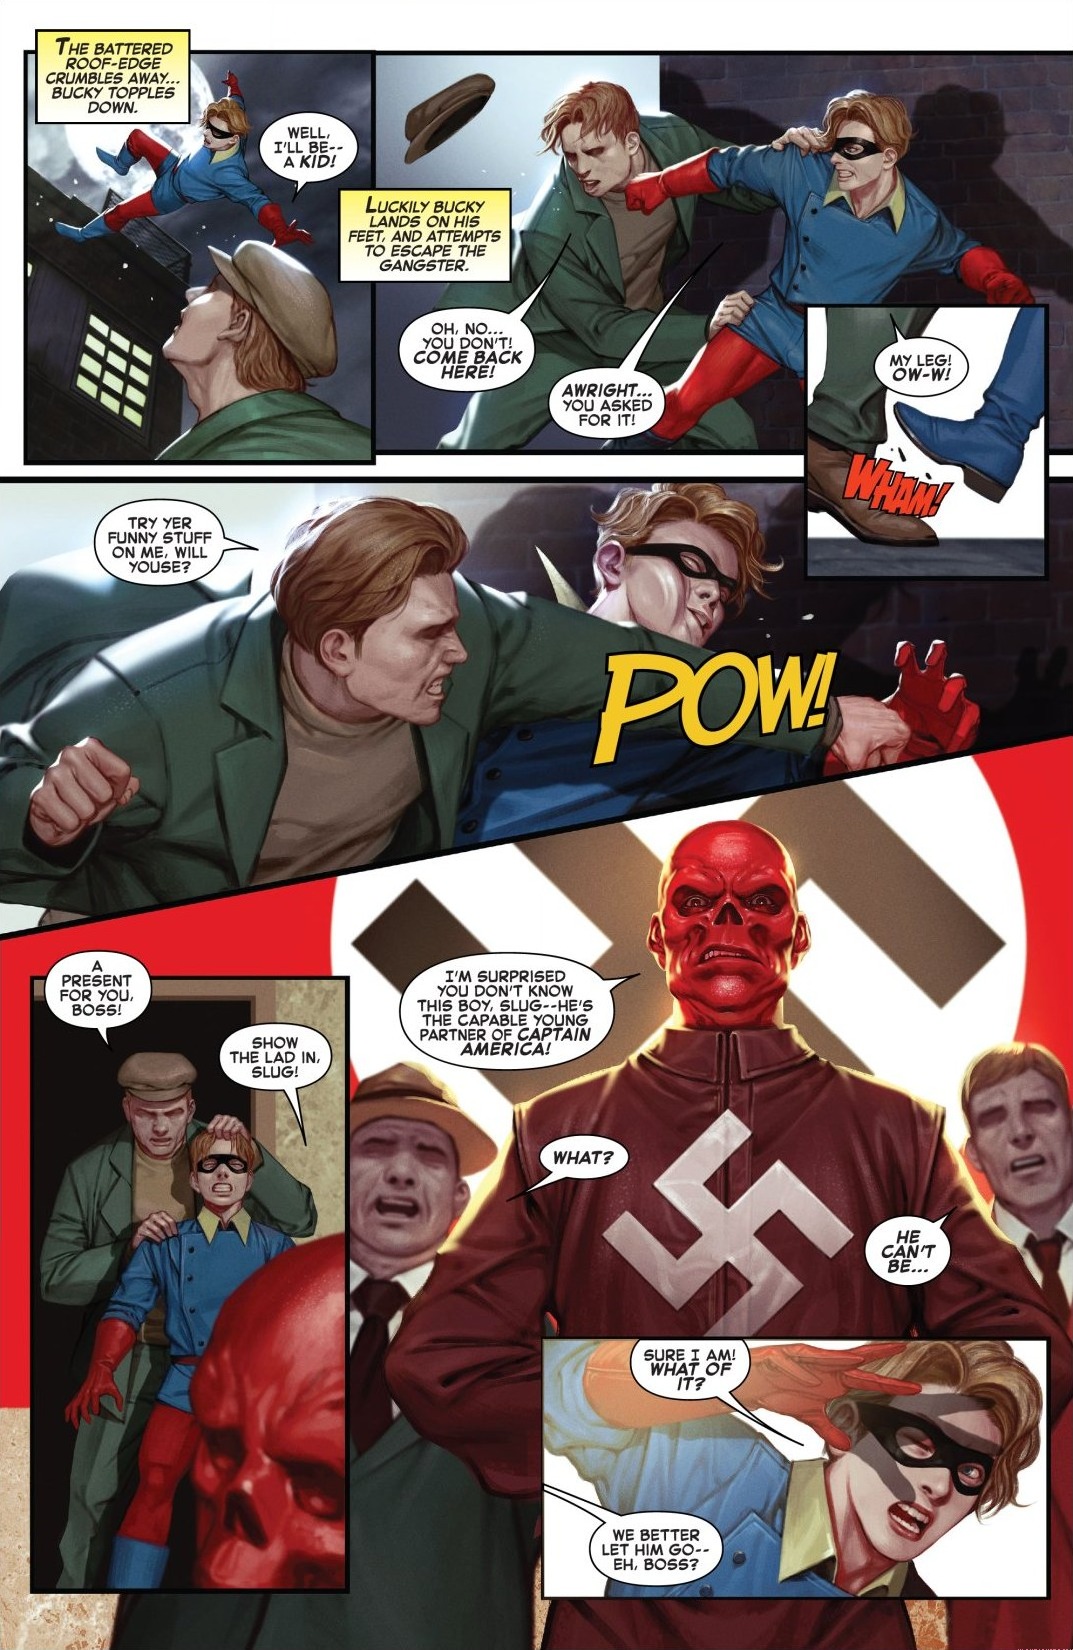 THE BATTERED
ROOF-EDGE
CRUMBLES AWAY...
BUCKY TOPPLES
DOWN.
WELL,
I'LL BE--
A KID!
LUCKILY BUCKY
LANDS ON HIS
FEET, AND ATTEMPTS
TO ESCAPE THE
GANGSTER.
OH, NO...
YOU DON'T!
COME BACK
HERE!
AWRIGHT...
YOU ASKED
FOR IT!
MY LEG!
OW-W!
WHAM!
TRY YER
FUNNY STUFF
ON ME, WILL
YOUSE?
POW!
A
PRESENT
FOR YOU,
BOSS!
SHOW
THE LAD IN,
SLUG!
I'M SURPRISED
YOU DON'T KNOW
THIS BOY, SLUG--HE'S
THE CAPABLE YOUNG
PARTNER OF CAPTAIN
AMERICA!
WHAT?
HE
CAN'T
BE...
SURE I AM!
WHAT OF
IT?
WE BETTER
LET HIM GO--
EH, BOSS?